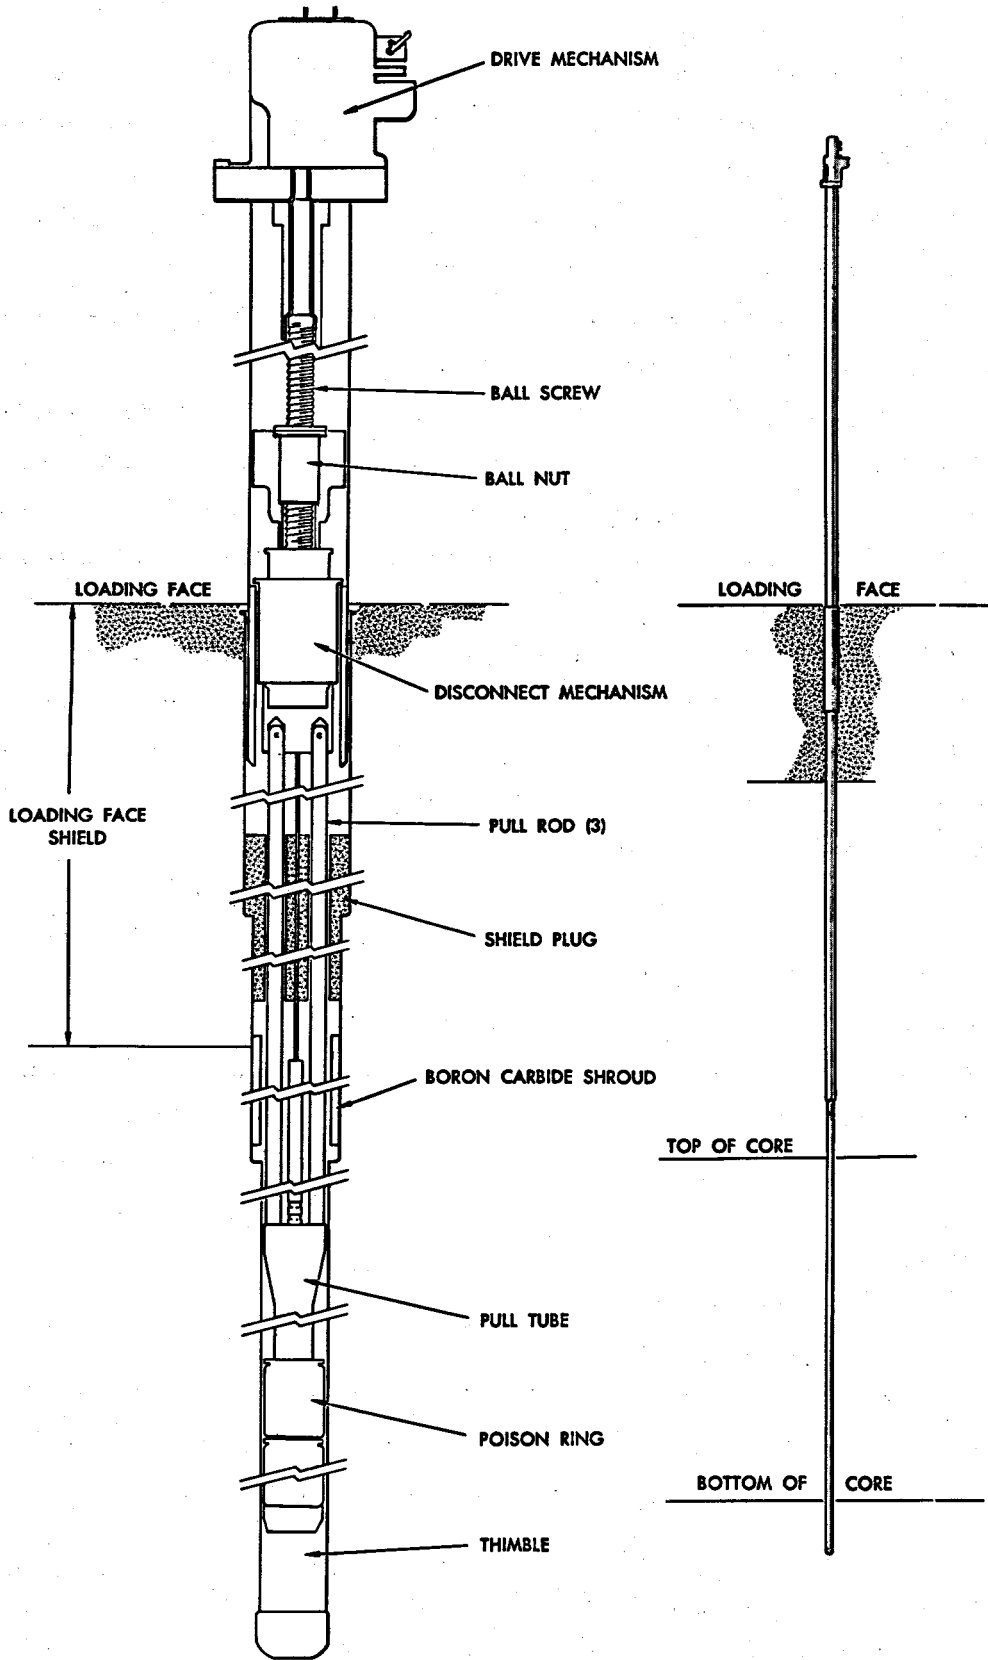 DRIVE MECHANISM
BALL SCREW
BALL NUT
LOADING FACE
DISCONNECT MECHANISM
LOADING FACE
SHIELD
PULL ROD (3)
SHIELD PLUG
BORON CARBIDE SHROUD
PULL TUBE
POISON RING
THIMBLE
LOADING FACE
TOP OF CORE
BOTTOM OF CORE